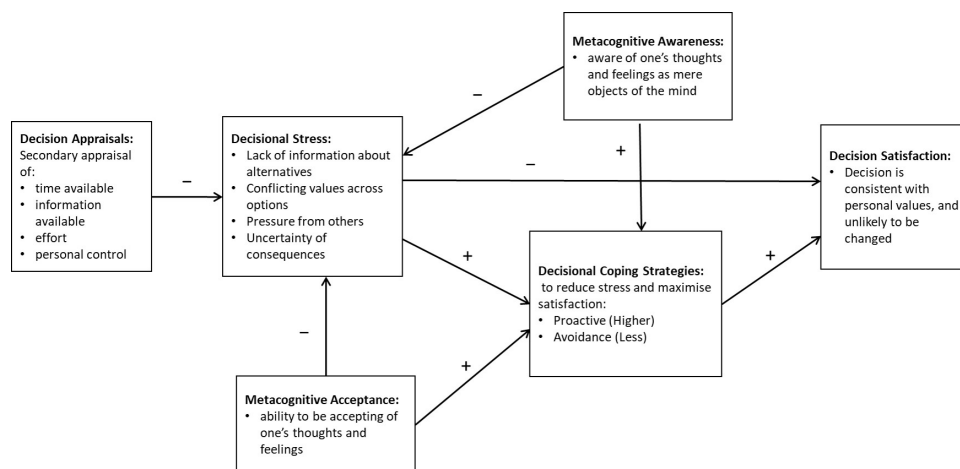 Metacognitive Awareness:
• aware of one's thoughts
and feelings as mere
objects of the mind
–
+
Decision Appraisals:
Secondary appraisal
of:
• time available
• information
available
• effort
• personal control
–
Decisional Stress:
• Lack of information about
alternatives
• Conflicting values across
options
• Pressure from others
• Uncertainty of
consequences
–
Decision Satisfaction:
• Decision is
consistent with
personal values, and
unlikely to be
changed
+
Decisional Coping Strategies:
to reduce stress and maximise
satisfaction:
• Proactive (Higher)
• Avoidance (Less)
+
–
+
Metacognitive Acceptance:
• ability to be accepting of
one's thoughts and
feelings